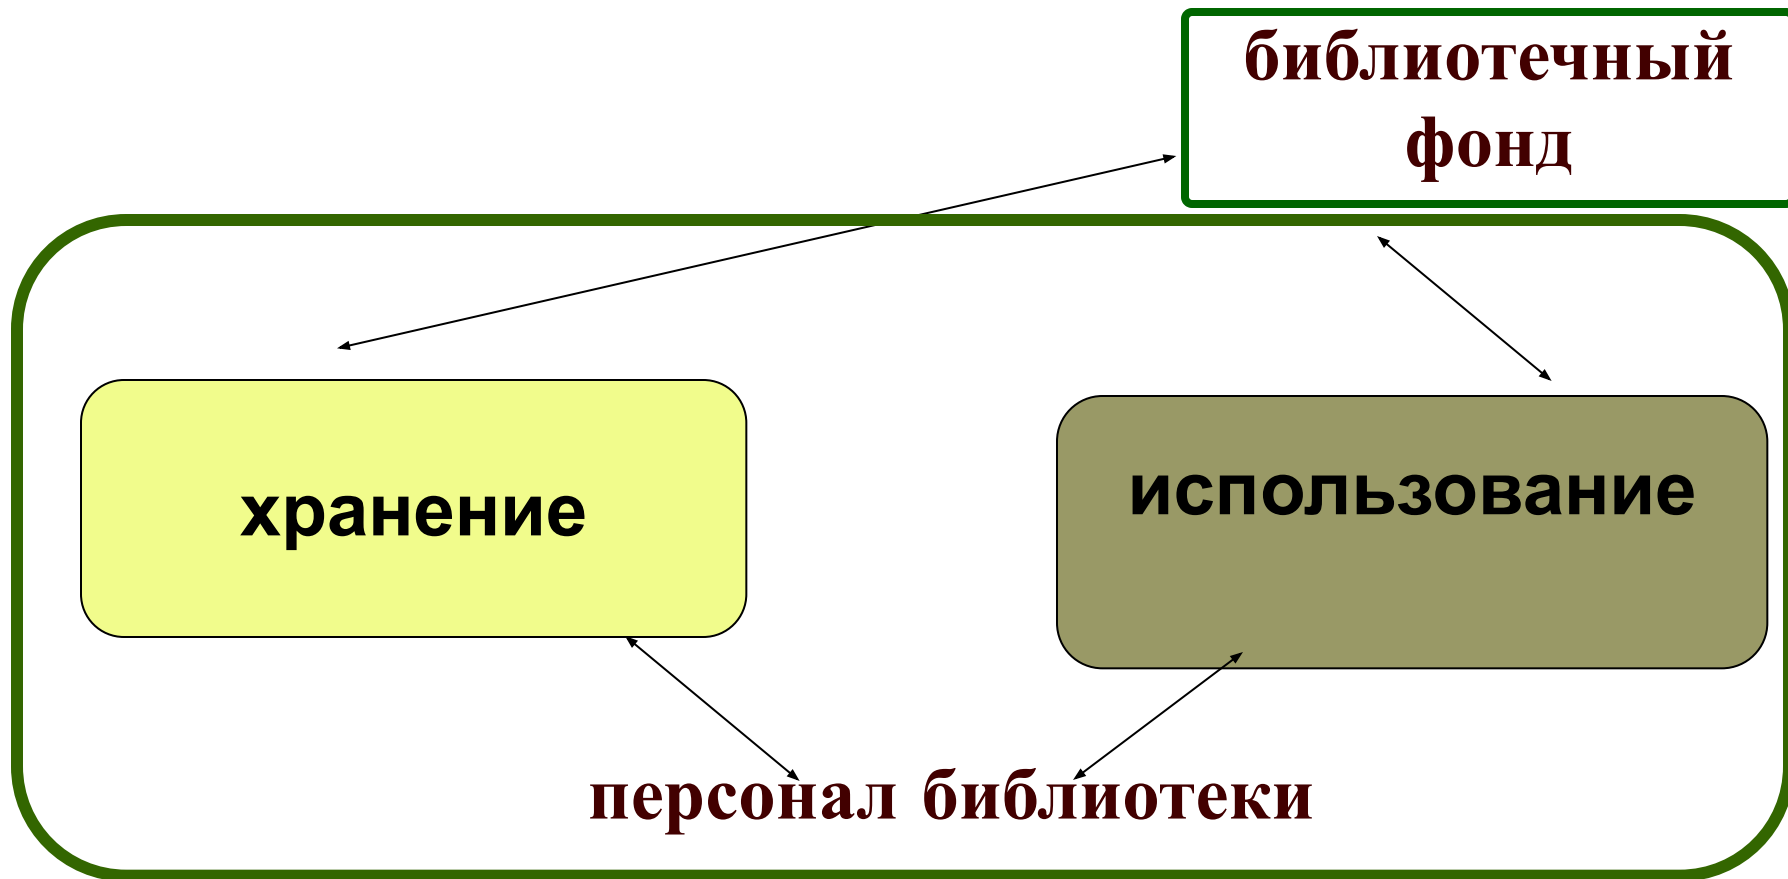 библиотечный
фонд
хранение
использование
персонал библиотеки